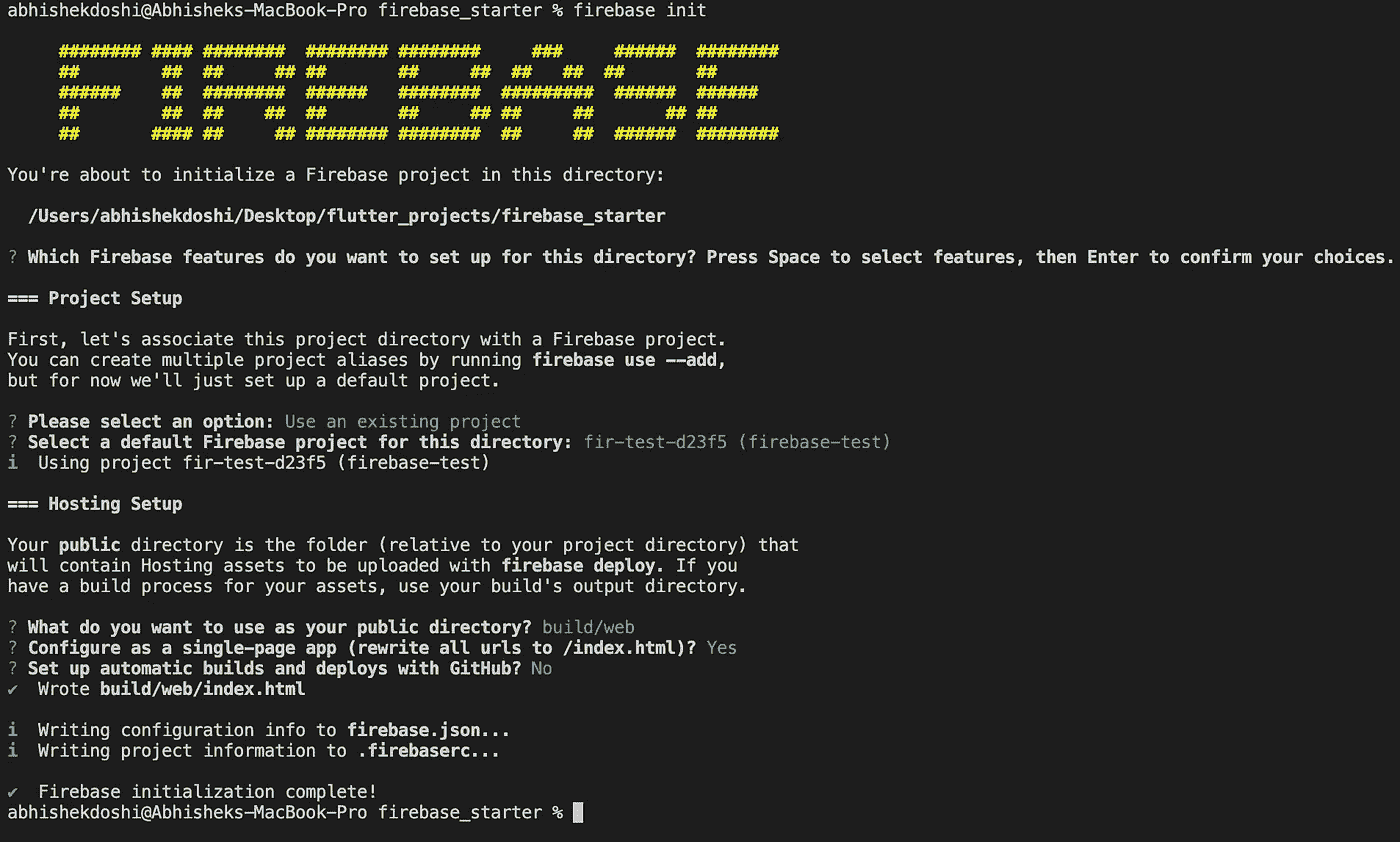 abhishekdoshi@Abhisheks-MacBook-Pro firebase_starter % firebase init
FIREBASE
You're about to initialize a Firebase project in this directory:
/Users/abhishekdoshi/Desktop/flutter_projects/firebase_starter
? Which Firebase features do you want to set up for this directory? Press Space to select features, then Enter to confirm your choices.
=== Project Setup
First, let's associate this project directory with a Firebase project.
You can create multiple project aliases by running firebase use --add,
but for now we'll just set up a default project.
? Please select an option: Use an existing project
? Select a default Firebase project for this directory: fir-test-d23f5 (firebase-test)
i  Using project fir-test-d23f5 (firebase-test)
=== Hosting Setup
Your public directory is the folder (relative to your project directory) that
will contain Hosting assets to be uploaded with firebase deploy. If you
have a build process for your assets, use your build's output directory.
? What do you want to use as your public directory? build/web
? Configure as a single-page app (rewrite all urls to /index.html)? Yes
? Set up automatic builds and deploys with GitHub? No
✔  Wrote build/web/index.html
i  Writing configuration info to firebase.json...
i  Writing project information to .firebaserc...
✔  Firebase initialization complete!
abhishekdoshi@Abhisheks-MacBook-Pro firebase_starter %